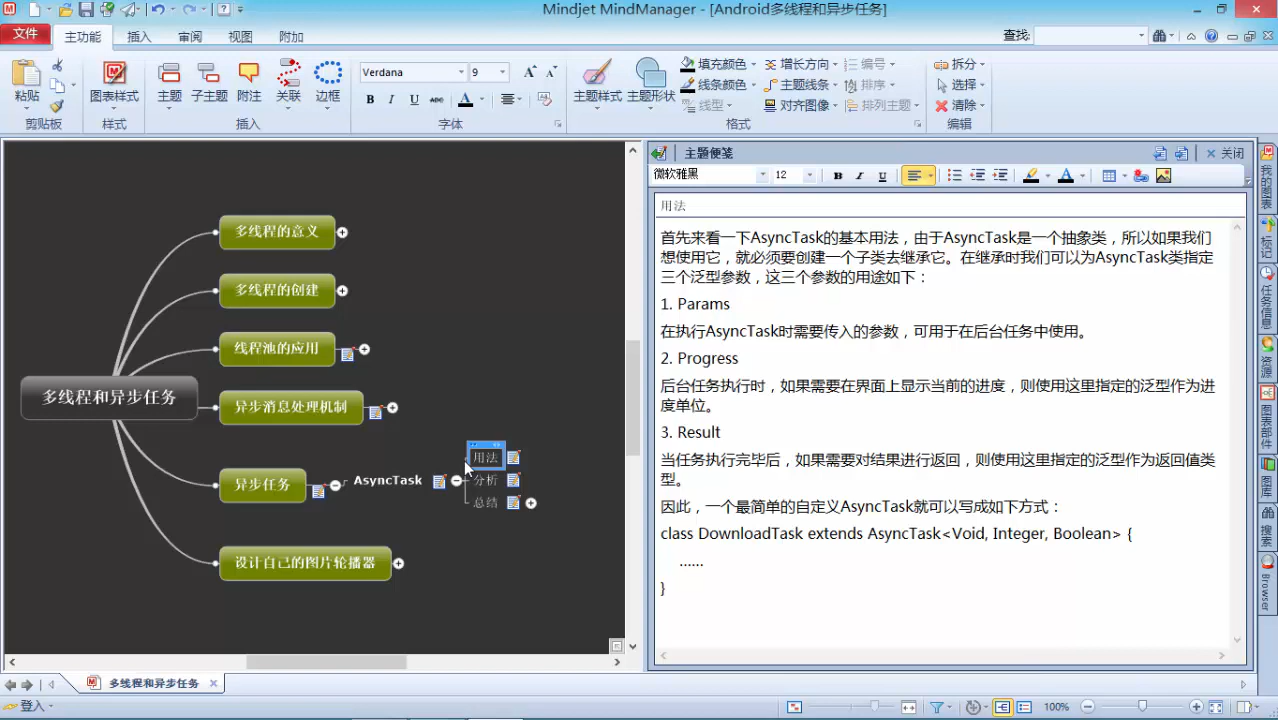 Mindjet MindManager - [Android多线程和异步任务]
文件 主功能 插入 审阅 视图 附加 查找:
粘贴 图表样式 主题 子主题 附注 关联 边框 Verdana 9 主题样式 主题形状 填充颜色 增长方向 编号 拆分
B I U abc A 线条颜色 主题线条 排序 选择
线型 对齐图像 排列主题 清除
剪贴板 样式 插入 字体 格式 编辑
多线程的意义
多线程的创建
线程池的应用
多线程和异步任务
异步消息处理机制
异步任务 AsyncTask
用法
分析
总结
设计自己的图片轮播器
主题便笺 关闭
微软雅黑 12 B I U A
用法
首先来看一下AsyncTask的基本用法，由于AsyncTask是一个抽象类，所以如果我们
想使用它，就必须要创建一个子类去继承它。在继承时我们可以为AsyncTask类指定
三个泛型参数，这三个参数的用途如下：
1. Params
在执行AsyncTask时需要传入的参数，可用于在后台任务中使用。
2. Progress
后台任务执行时，如果需要在界面上显示当前的进度，则使用这里指定的泛型作为进
度单位。
3. Result
当任务执行完毕后，如果需要对结果进行返回，则使用这里指定的泛型作为返回值类
型。
因此，一个最简单的自定义AsyncTask就可以写成如下方式：
class DownloadTask extends AsyncTask<Void, Integer, Boolean> {
......
}
我的图表
标记
任务信息
资源
图表部件
图库
搜索
Browser
多线程和异步任务
登入 100%